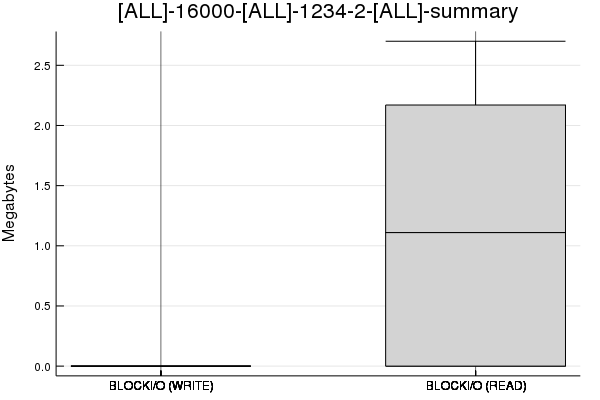 [ALL]-16000-[ALL]-1234-2-[ALL]-summary
Megabytes
2.5
2.0
1.5
1.0
0.5
0.0
BLOCKI/O (WRITE)
BLOCKI/O (READ)